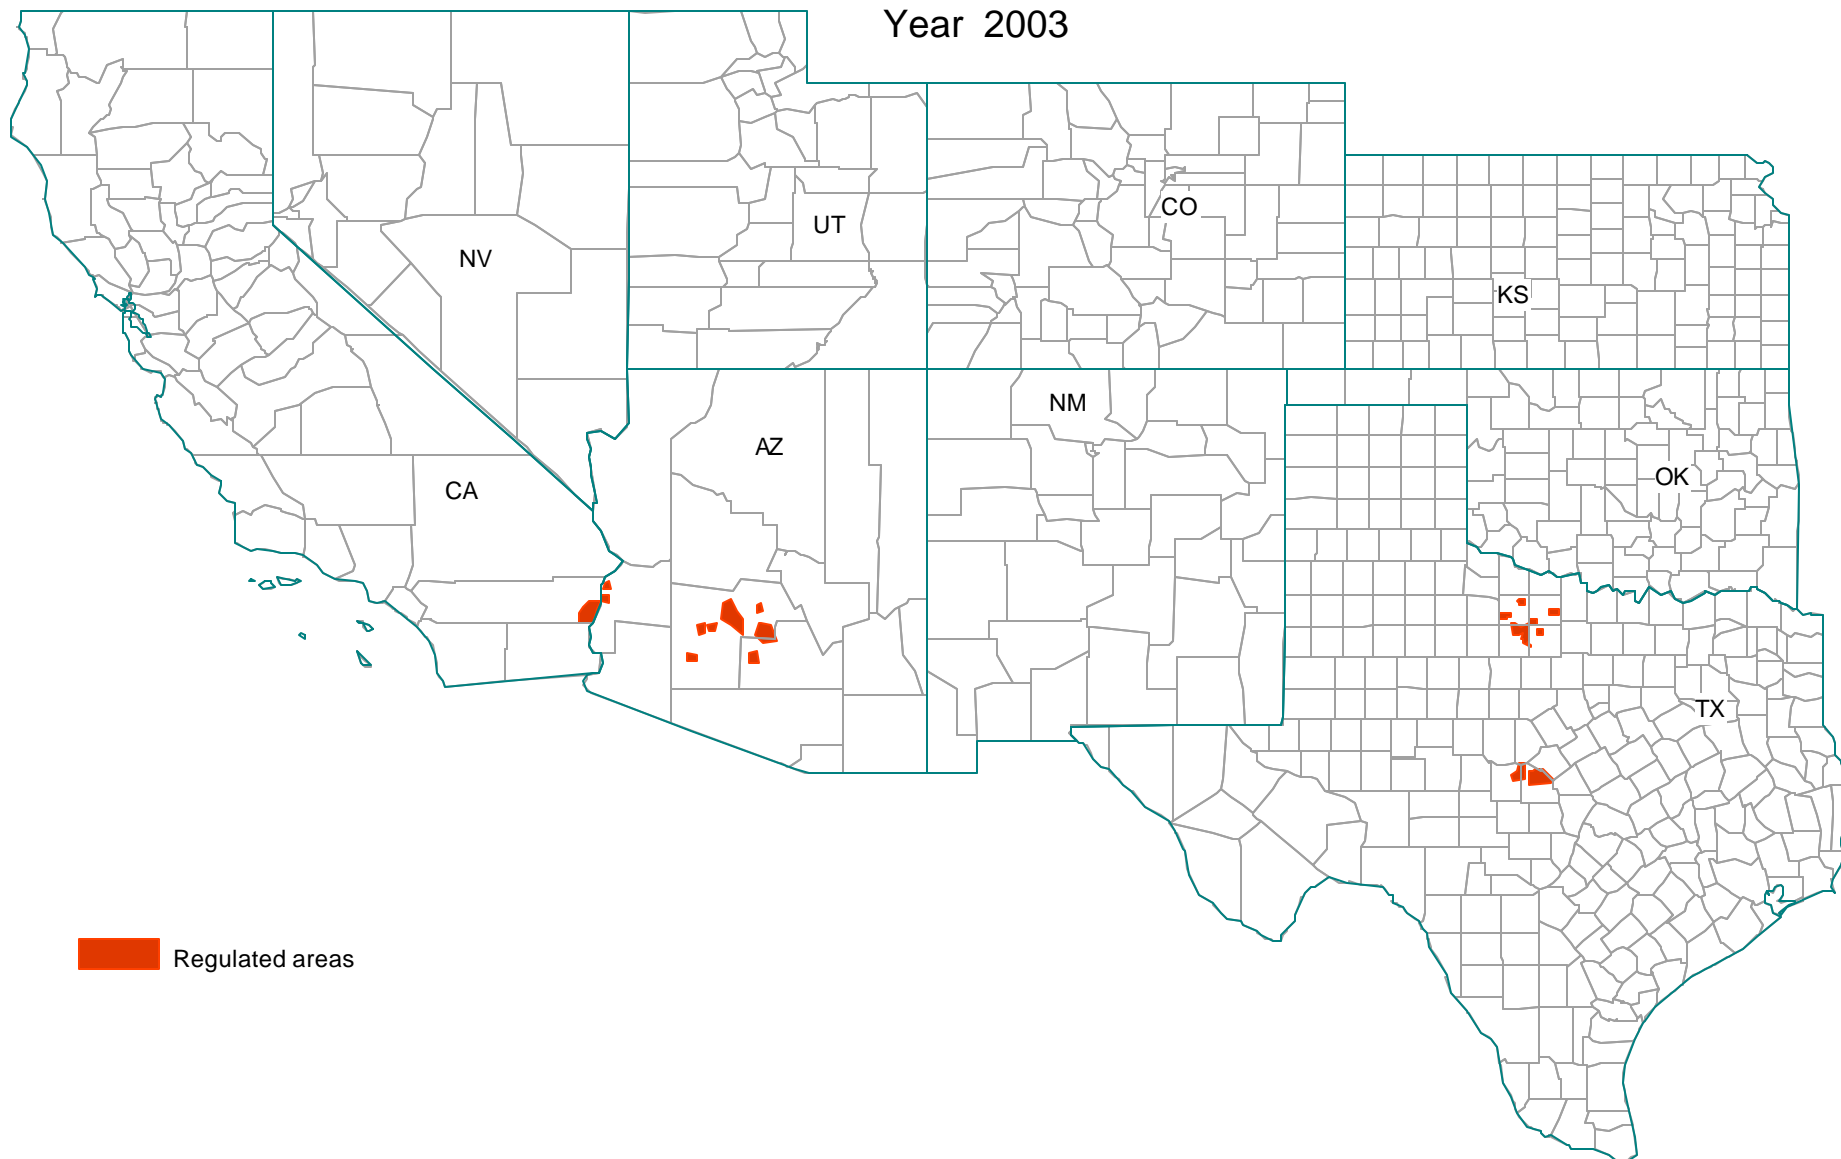 Year 2003
CO
UT
NV
KS
NM
AZ
OK
CA
TX
Regulated areas